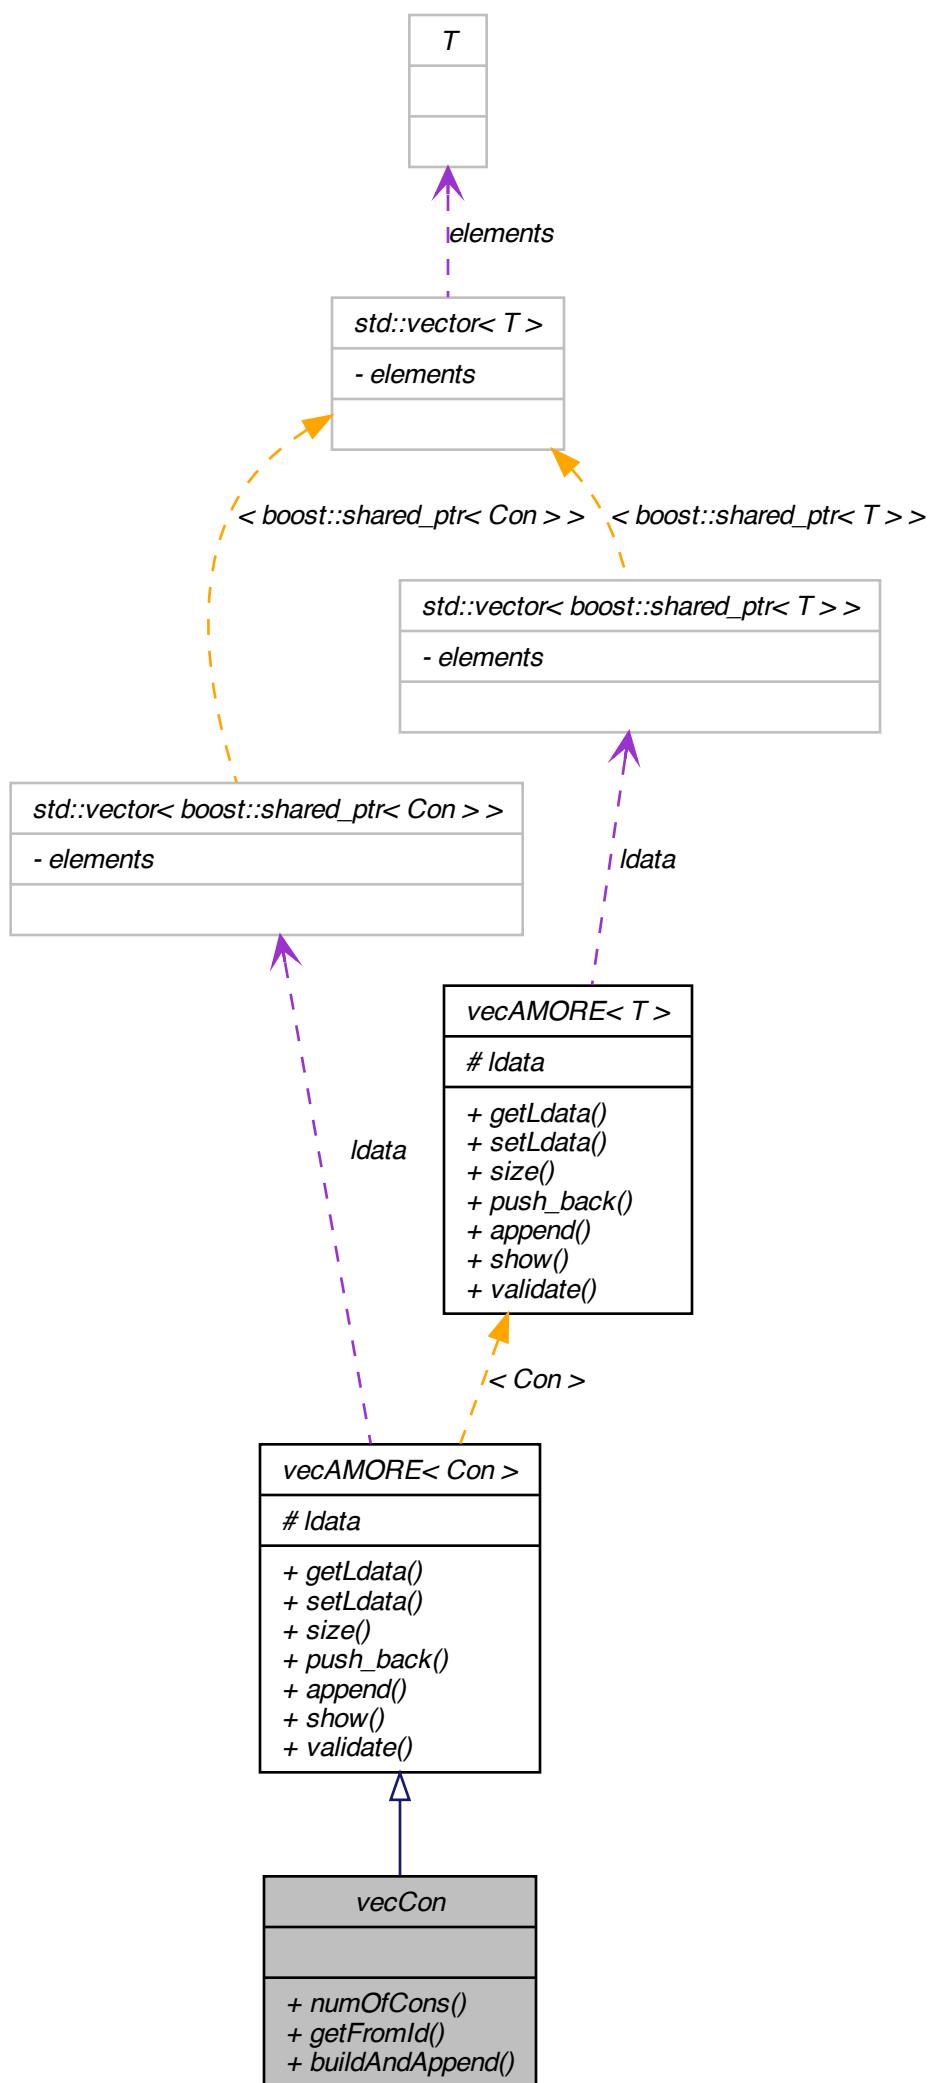 T
elements
std::vector< T >
- elements
< boost::shared_ptr< Con > >
< boost::shared_ptr< T > >
std::vector< boost::shared_ptr< T > >
- elements
std::vector< boost::shared_ptr< Con > >
- elements
ldata
vecAMORE< T >
# ldata
+ getLdata()
+ setLdata()
+ size()
+ push_back()
+ append()
+ show()
+ validate()
ldata
< Con >
vecAMORE< Con >
# ldata
+ getLdata()
+ setLdata()
+ size()
+ push_back()
+ append()
+ show()
+ validate()
vecCon
+ numOfCons()
+ getFromId()
+ buildAndAppend()